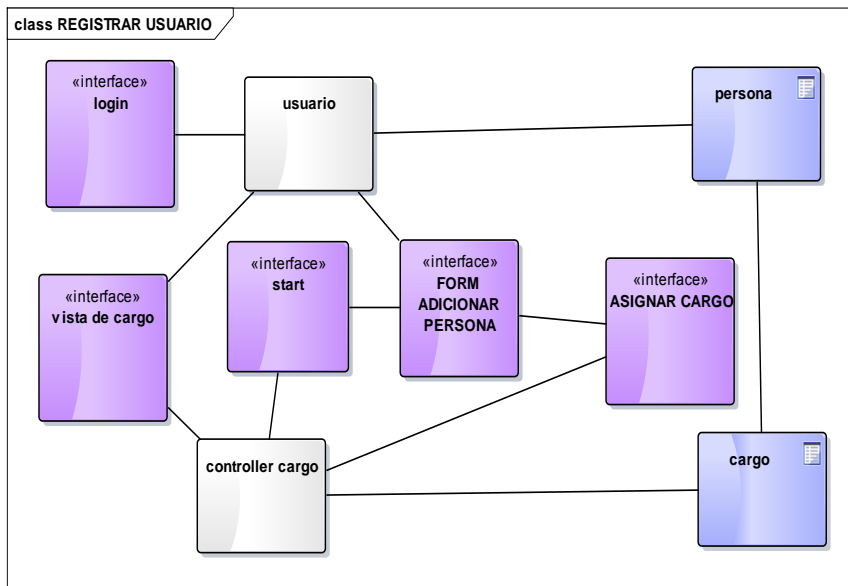 class REGISTRAR USUARIO
«interface»
login
usuario
persona
«interface»
vista de cargo
«interface»
start
«interface»
FORM
ADICIONAR
PERSONA
«interface»
ASIGNAR CARGO
controller cargo
cargo